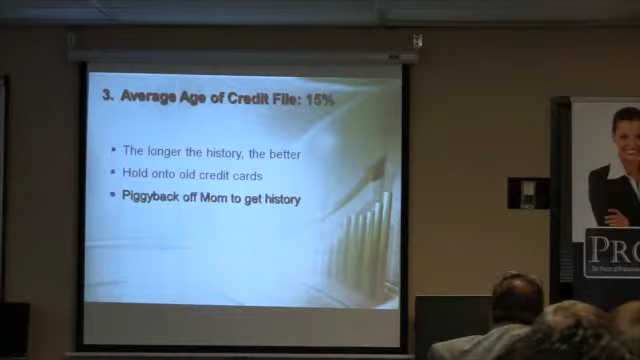 3. Average Age of Credit File: 15%
The longer the history, the better
Hold onto old credit cards
Piggyback off Mom to get history
PRO